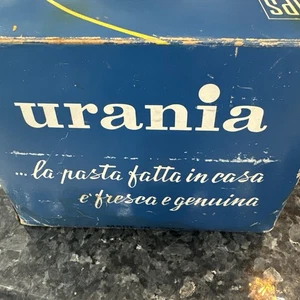 urania
...la pasta fatta in casa
e' fresca e genuina